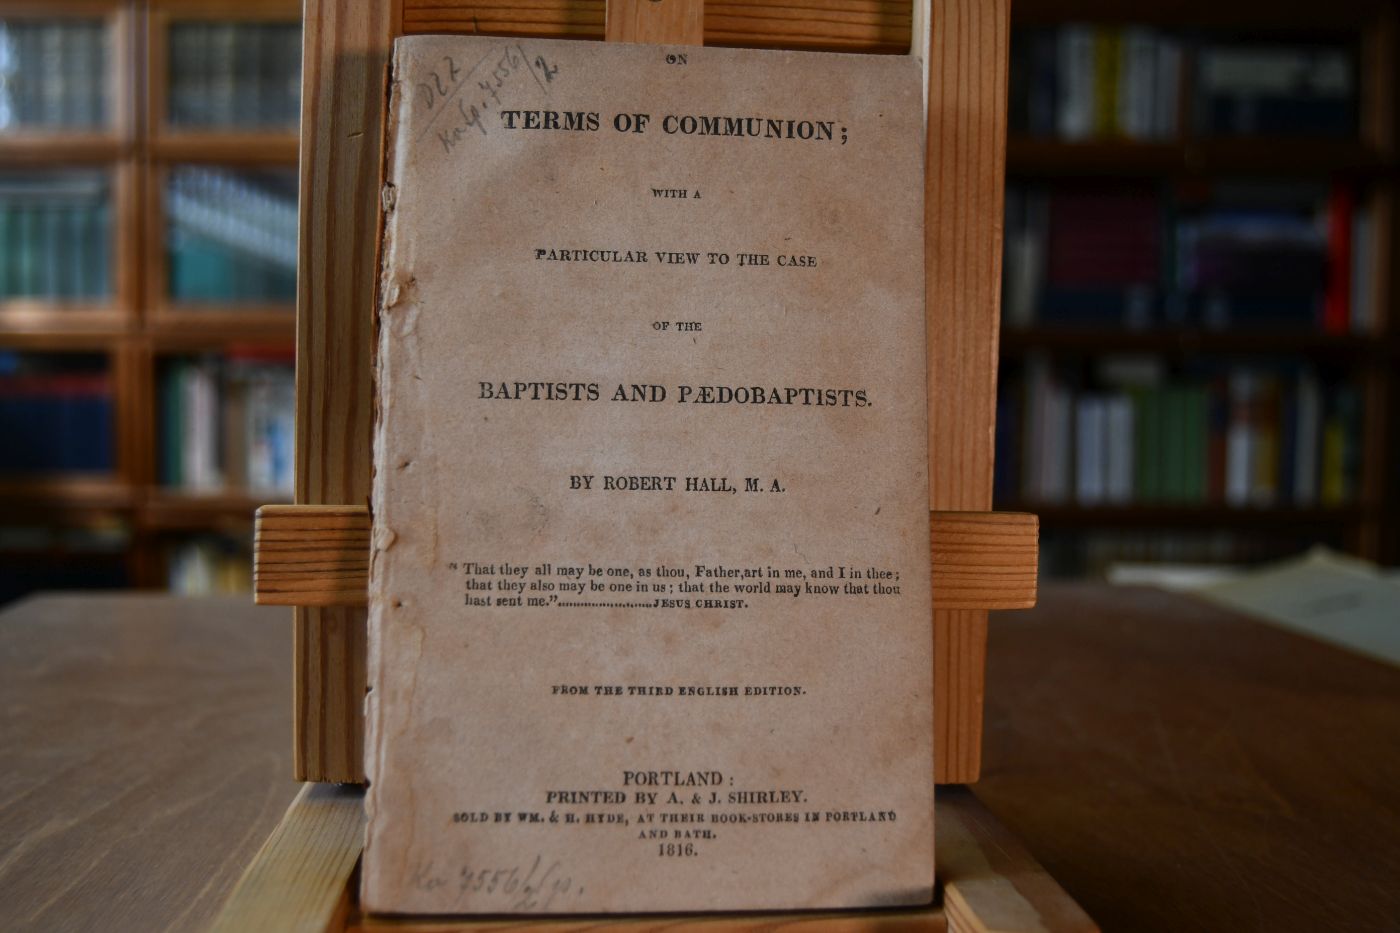 ON
TERMS OF COMMUNION;
WITH A
PARTICULAR VIEW TO THE CASE
OF THE
BAPTISTS AND PÆDOBAPTISTS.
BY ROBERT HALL, M. A.
" That they all may be one, as thou, Father, art in me, and I in thee;
that they also may be one in us; that the world may know that thou
hast sent me."........................JESUS CHRIST.
FROM THE THIRD ENGLISH EDITION.
PORTLAND:
PRINTED BY A. & J. SHIRLEY.
SOLD BY WM. & H. HYDE, AT THEIR BOOK-STORES IN PORTLAND
AND BATH.
1816.